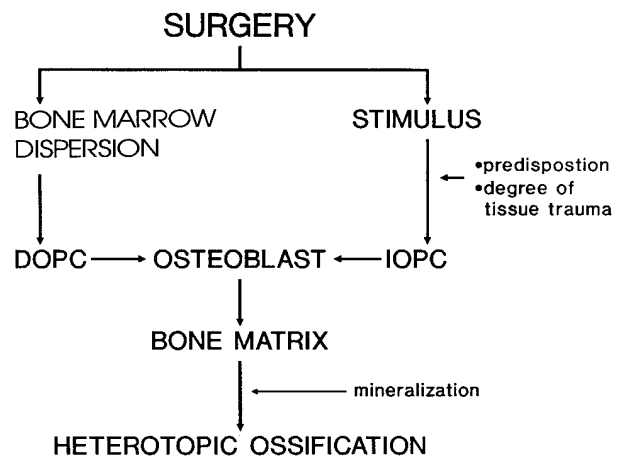 SURGERY
BONE MARROW
DISPERSION
STIMULUS
•predispostion
•degree of
tissue trauma
DOPC
OSTEOBLAST
IOPC
BONE MATRIX
mineralization
HETEROTOPIC OSSIFICATION